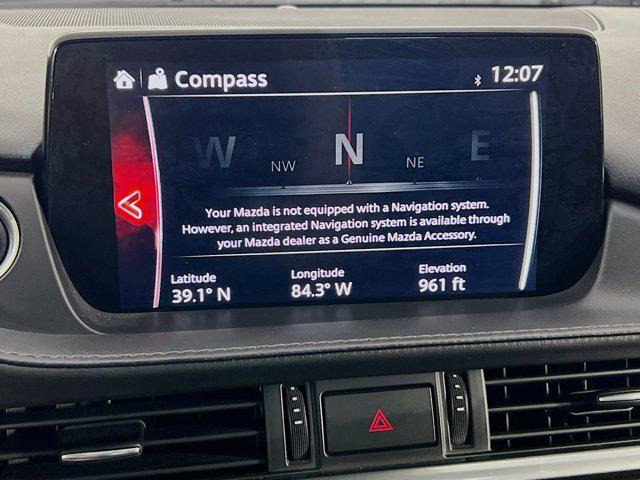 Compass
12:07
W NW N NE E
Your Mazda is not equipped with a Navigation system.
However, an integrated Navigation system is available through
your Mazda dealer as a Genuine Mazda Accessory.
Latitude Longitude Elevation
39.1° N 84.3° W 961 ft